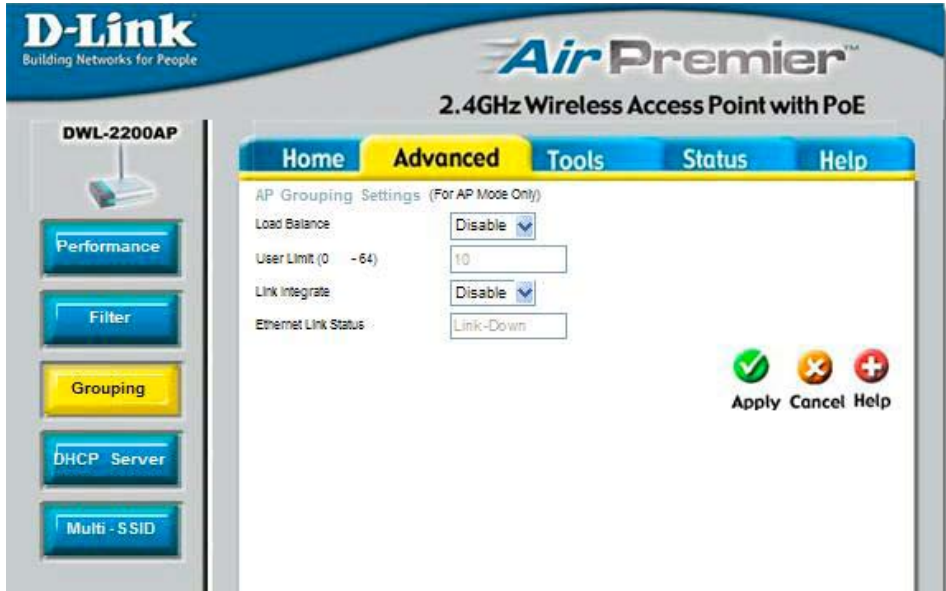 D-Link
Building Networks for People
Air Premier™
2.4GHz Wireless Access Point with PoE
DWL-2200AP
Home Advanced Tools Status Help
AP Grouping Settings (For AP Mode Only)
Load Balance Disable
User Limit (0 - 64) 10
Link Integrate Disable
Ethernet Link Status Link-Down
Apply Cancel Help
Performance
Filter
Grouping
DHCP Server
Multi-SSID